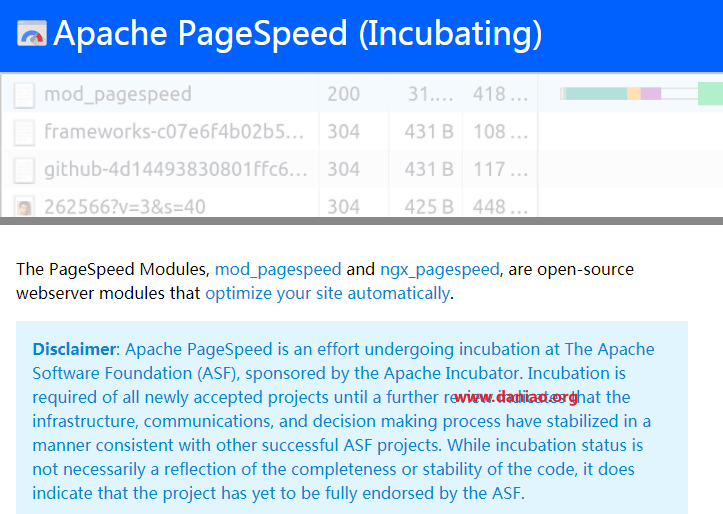 Apache PageSpeed (Incubating)
mod_pagespeed 200 31.... 418 ...
frameworks-c07e6f4b02b5... 304 431 B 108 ...
github-4d14493830801ffc6... 304 431 B 117 ...
262566?v=3&s=40 304 425 B 448 ...
The PageSpeed Modules, mod_pagespeed and ngx_pagespeed, are open-source
webserver modules that optimize your site automatically.
Disclaimer: Apache PageSpeed is an effort undergoing incubation at The Apache
Software Foundation (ASF), sponsored by the Apache Incubator. Incubation is
required of all newly accepted projects until a further that the
www.daniao.org
infrastructure, communications, and decision making process have stabilized in a
manner consistent with other successful ASF projects. While incubation status is
not necessarily a reflection of the completeness or stability of the code, it does
indicate that the project has yet to be fully endorsed by the ASF.